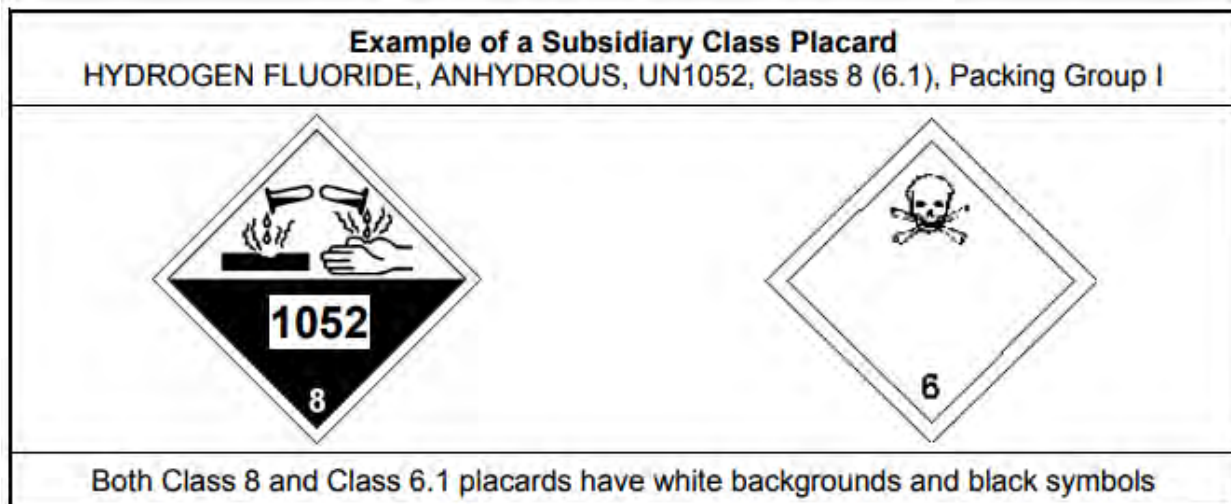 Example of a Subsidiary Class Placard
HYDROGEN FLUORIDE, ANHYDROUS, UN1052, Class 8 (6.1), Packing Group I
1052
8
6
Both Class 8 and Class 6.1 placards have white backgrounds and black symbols